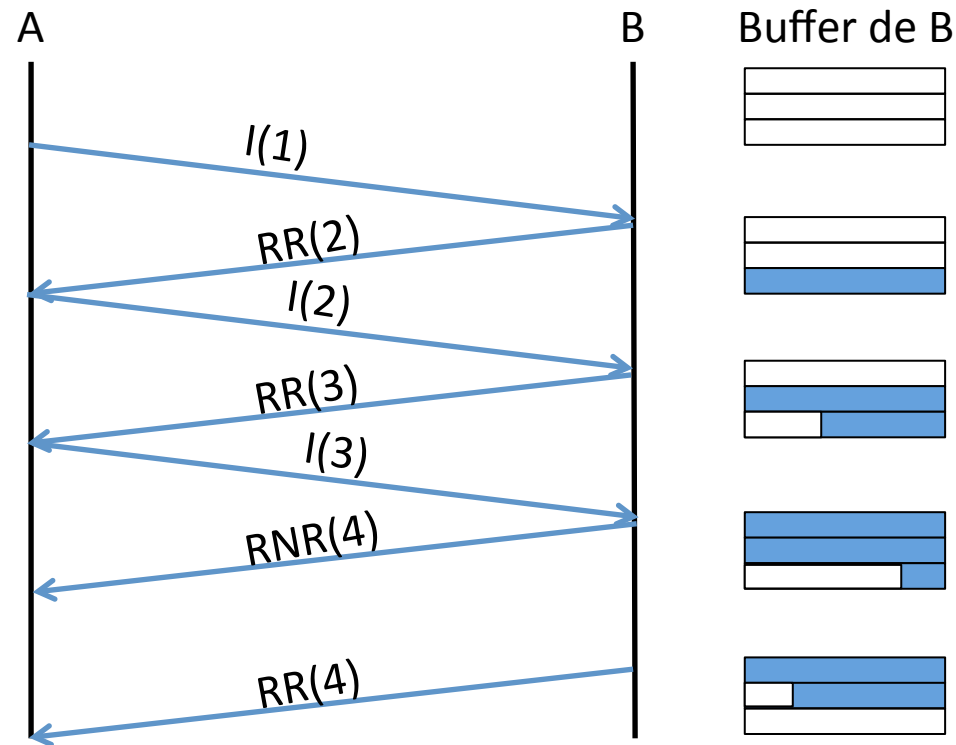 A
B
Buffer de B
I(1)
RR(2)
I(2)
RR(3)
I(3)
RNR(4)
RR(4)